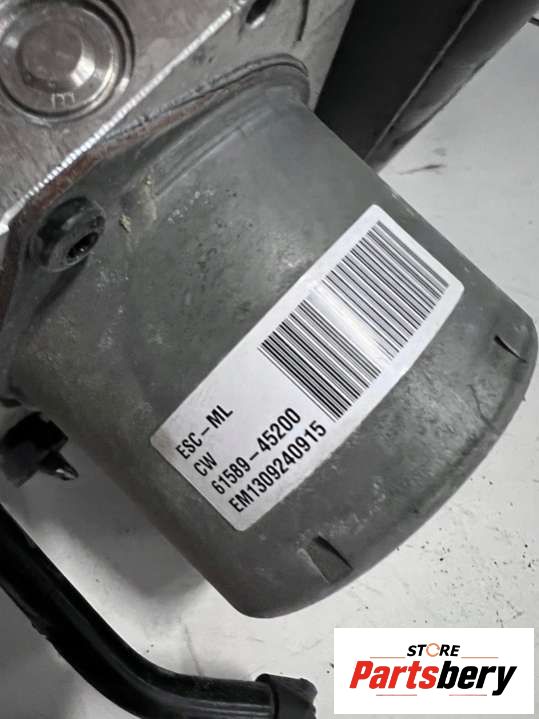 ESC-ML
CW
61589-45200
EM1309240915
STORE
Partsbery